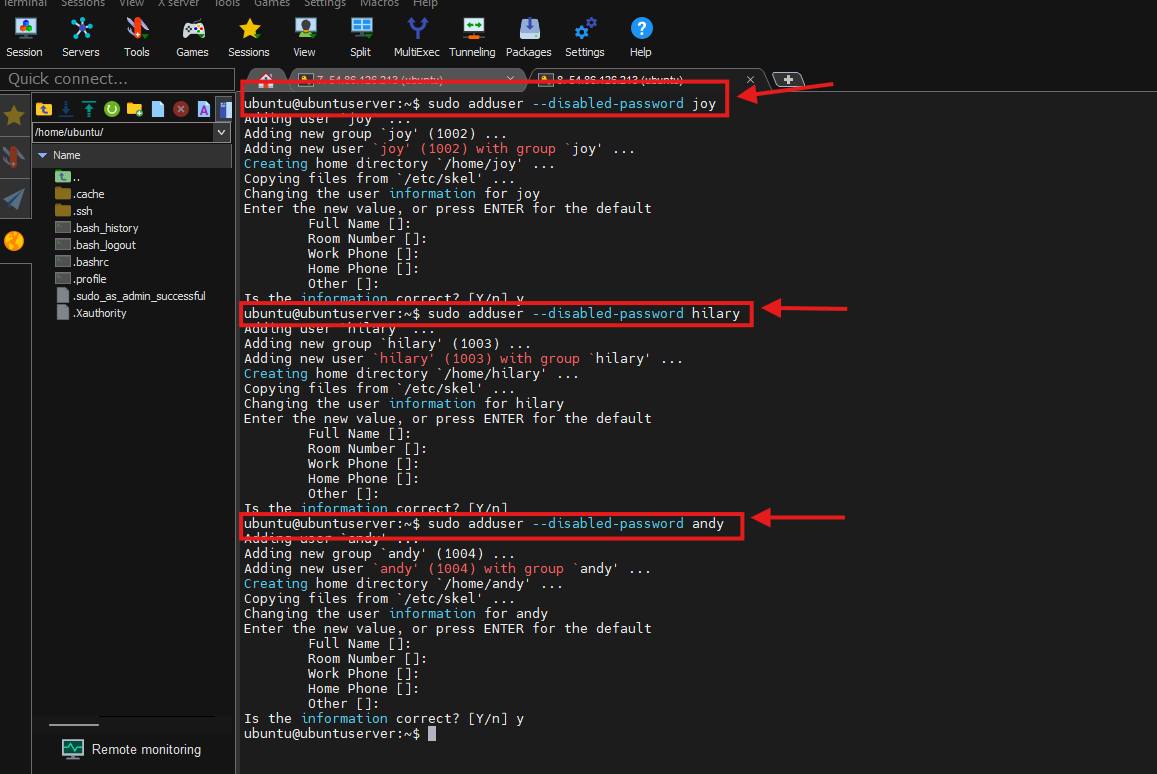 Terminal Sessions View X server Tools Games Settings Macros Help
Session Servers Tools Games Sessions View Split MultiExec Tunneling Packages Settings Help
Quick connect...
7. 54.86.126.213 (ubuntu)
8. 54.86.126.213 (ubuntu)
/home/ubuntu/
Name
..
.cache
.ssh
.bash_history
.bash_logout
.bashrc
.profile
.sudo_as_admin_successful
.Xauthority
Remote monitoring
ubuntu@ubuntuserver:~$ sudo adduser --disabled-password joy
Adding user `joy' ...
Adding new group `joy' (1002) ...
Adding new user `joy' (1002) with group `joy' ...
Creating home directory `/home/joy' ...
Copying files from `/etc/skel' ...
Changing the user information for joy
Enter the new value, or press ENTER for the default
Full Name []:
Room Number []:
Work Phone []:
Home Phone []:
Other []:
Is the information correct? [Y/n] y
ubuntu@ubuntuserver:~$ sudo adduser --disabled-password hilary
Adding user `hilary' ...
Adding new group `hilary' (1003) ...
Adding new user `hilary' (1003) with group `hilary' ...
Creating home directory `/home/hilary' ...
Copying files from `/etc/skel' ...
Changing the user information for hilary
Enter the new value, or press ENTER for the default
Full Name []:
Room Number []:
Work Phone []:
Home Phone []:
Other []:
Is the information correct? [Y/n]
ubuntu@ubuntuserver:~$ sudo adduser --disabled-password andy
Adding user `andy' ...
Adding new group `andy' (1004) ...
Adding new user `andy' (1004) with group `andy' ...
Creating home directory `/home/andy' ...
Copying files from `/etc/skel' ...
Changing the user information for andy
Enter the new value, or press ENTER for the default
Full Name []:
Room Number []:
Work Phone []:
Home Phone []:
Other []:
Is the information correct? [Y/n] y
ubuntu@ubuntuserver:~$